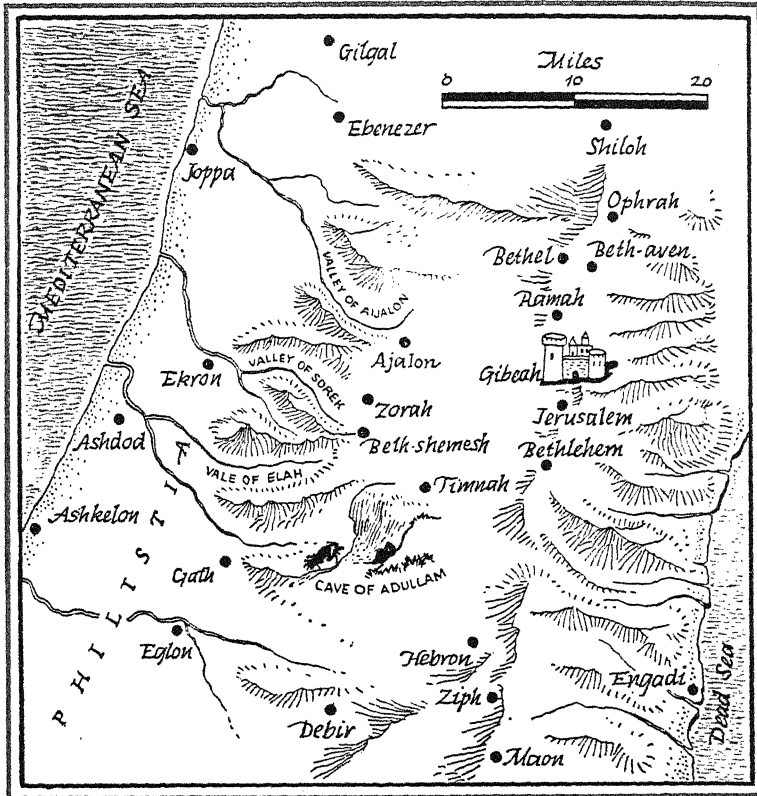 Gilgal
Miles
0 10 20
Ebenezer
Shiloh
MEDITERRANEAN SEA
Joppa
Ophrah
Bethel
Beth-aven
VALLEY OF AIJALON
Ramah
Ajalon
VALLEY OF SOREK
Gibeah
Ekron
Zorah
Jerusalem
Ashdod
Beth-shemesh
Bethlehem
VALE OF ELAH
Timnah
Ashkelon
Gath
CAVE OF ADULLAM
PHILISTIA
Eglon
Hebron
Engadi
Ziph
Dead Sea
Debir
Maon